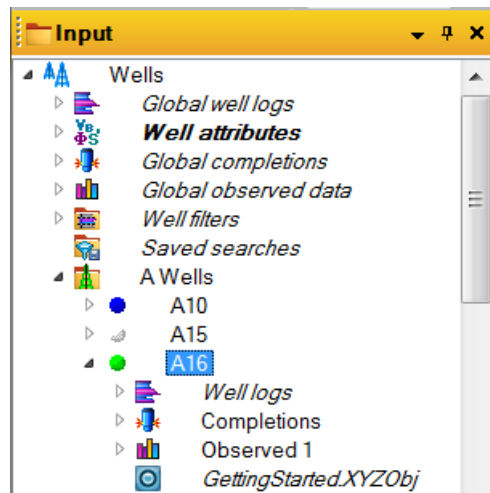 Input
Wells
Global well logs
Well attributes
Global completions
Global observed data
Well filters
Saved searches
A Wells
A10
A15
A16
Well logs
Completions
Observed 1
GettingStarted.XYZObj